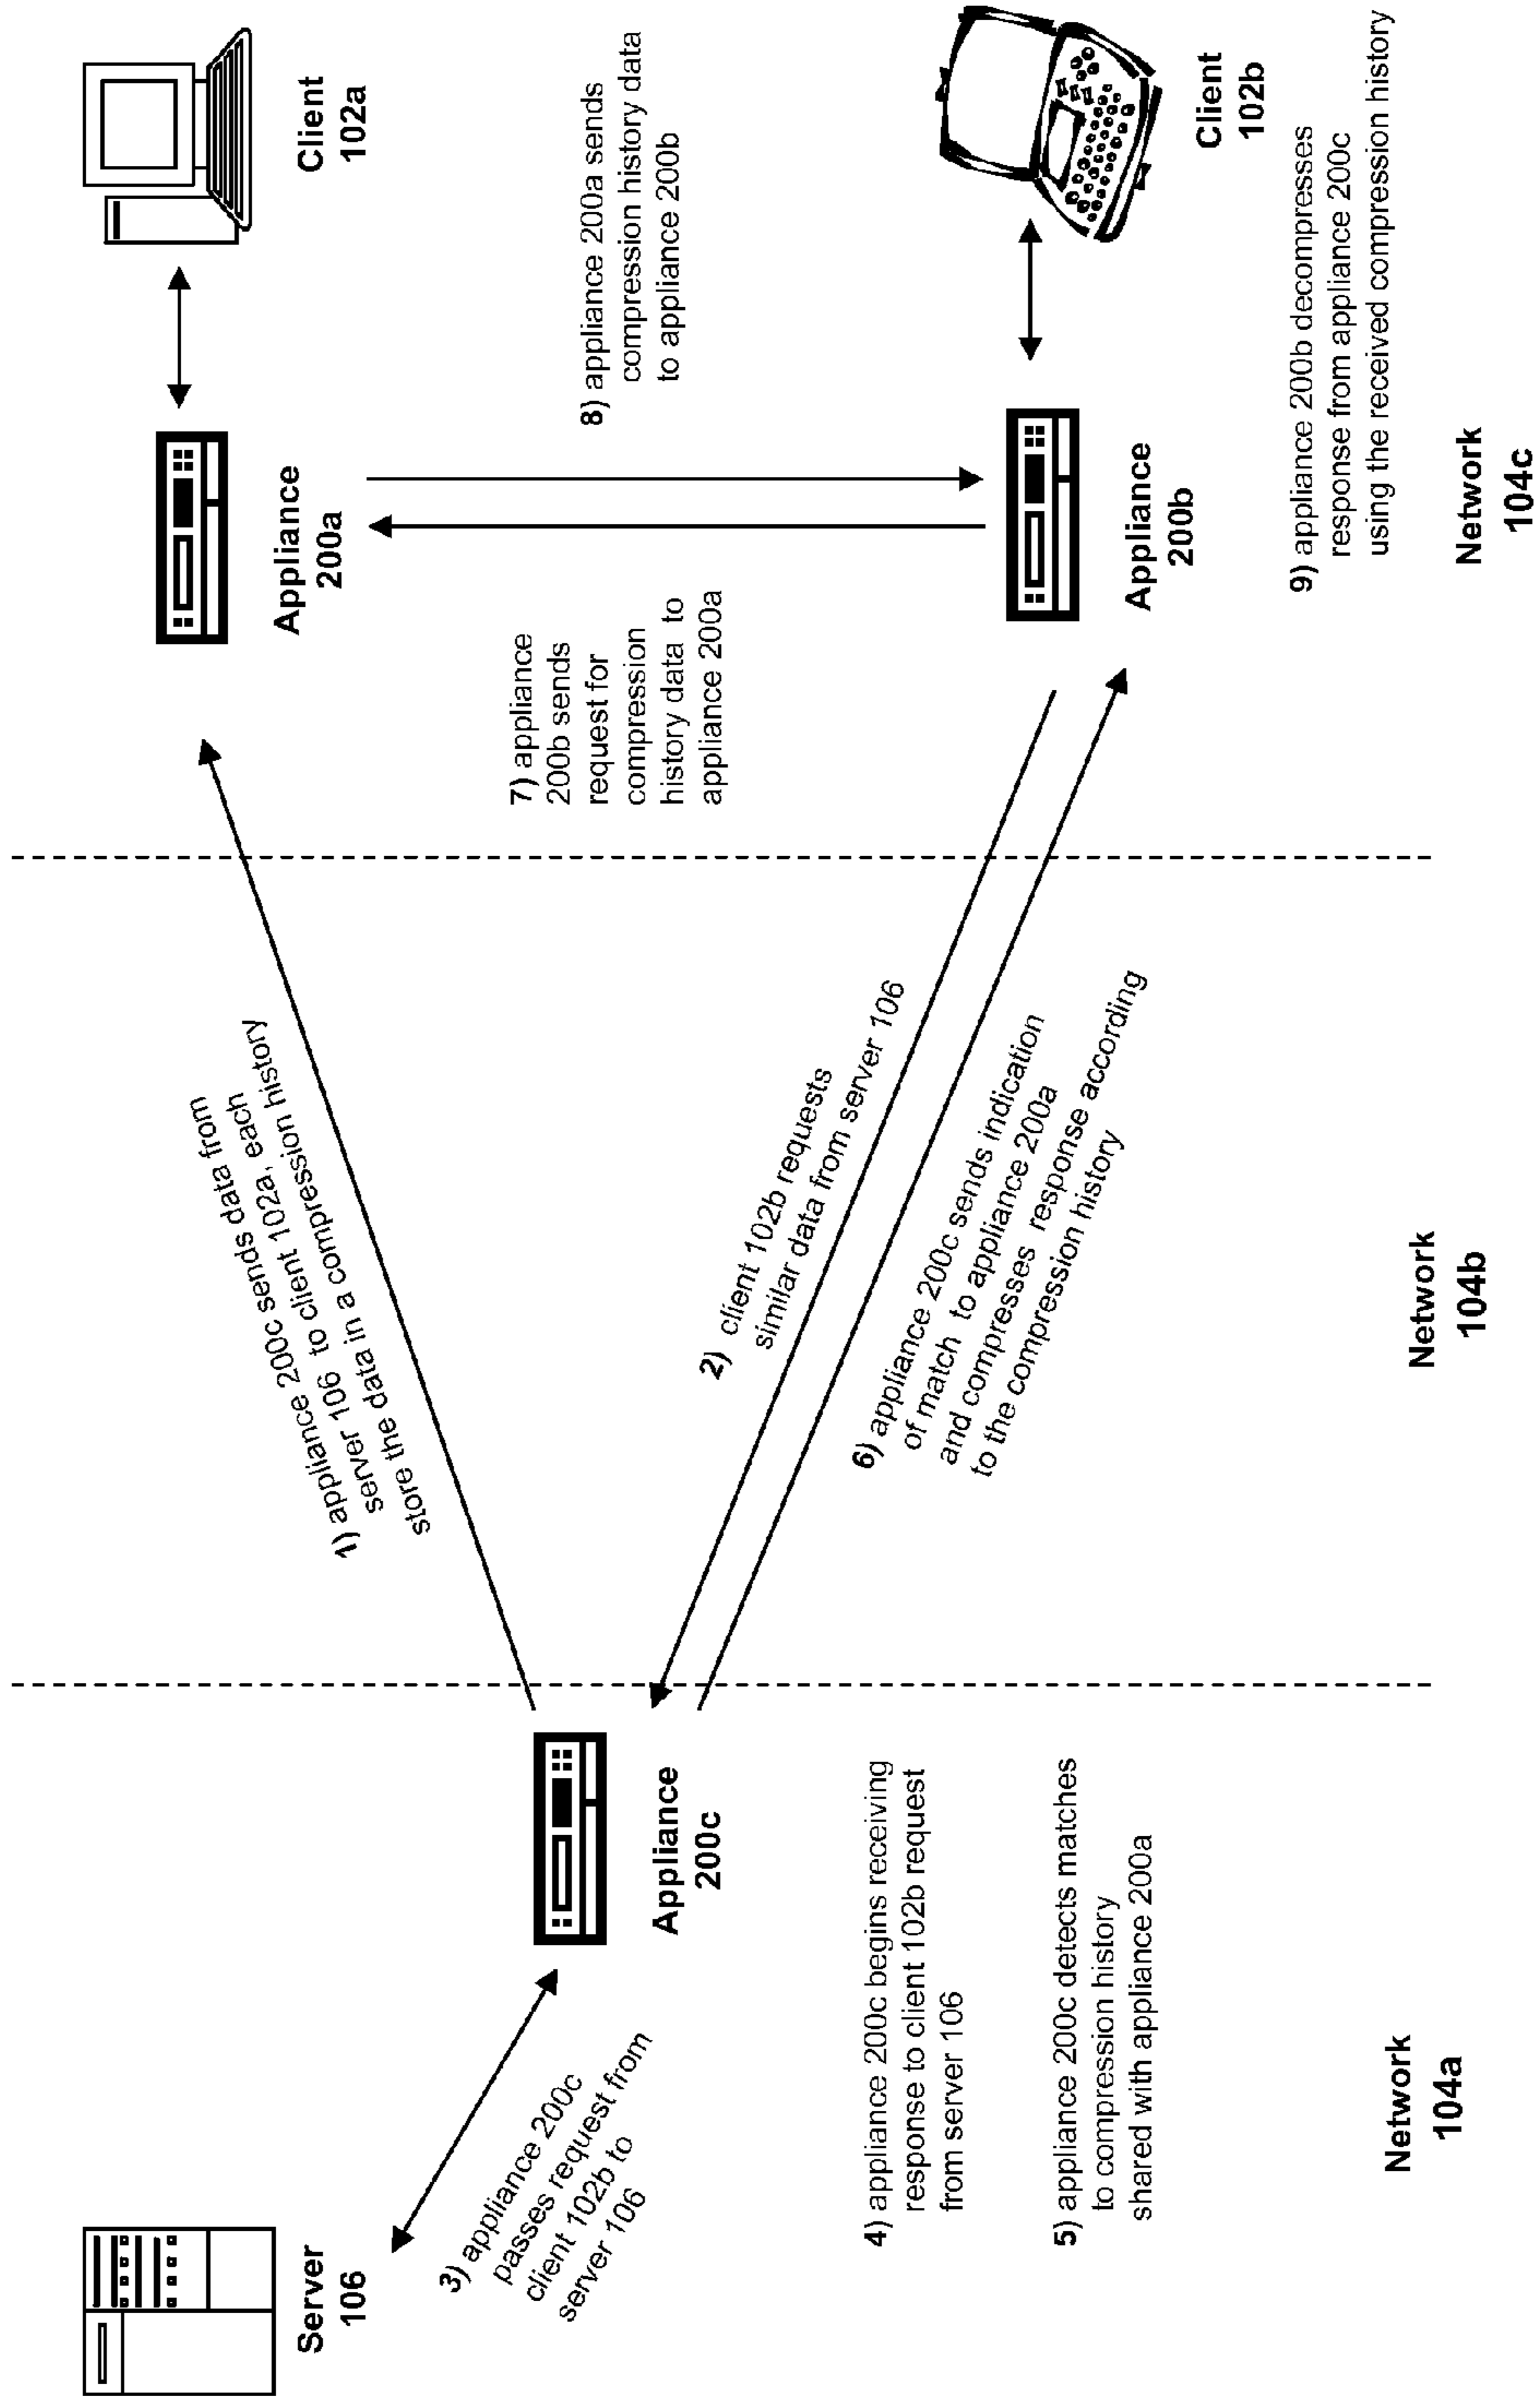 Server
106
3) appliance 200c
passes request from
client 102b to
server 106
Appliance
200c
4) appliance 200c begins receiving
response to client 102b request
from server 106
5) appliance 200c detects matches
to compression history
shared with appliance 200a
Network
104a
1) appliance 200c sends data from
server 106 to client 102a, each
store the data in a compression history
2) client 102b requests
similar data from server 106
6) appliance 200c sends indication
of match to appliance 200a
and compresses response according
to the compression history
Network
104b
Client
102a
Appliance
200a
7) appliance
200b sends
request for
compression
history data to
appliance 200a
8) appliance 200a sends
compression history data
to appliance 200b
Appliance
200b
Client
102b
9) appliance 200b decompresses
response from appliance 200c
using the received compression history
Network
104c